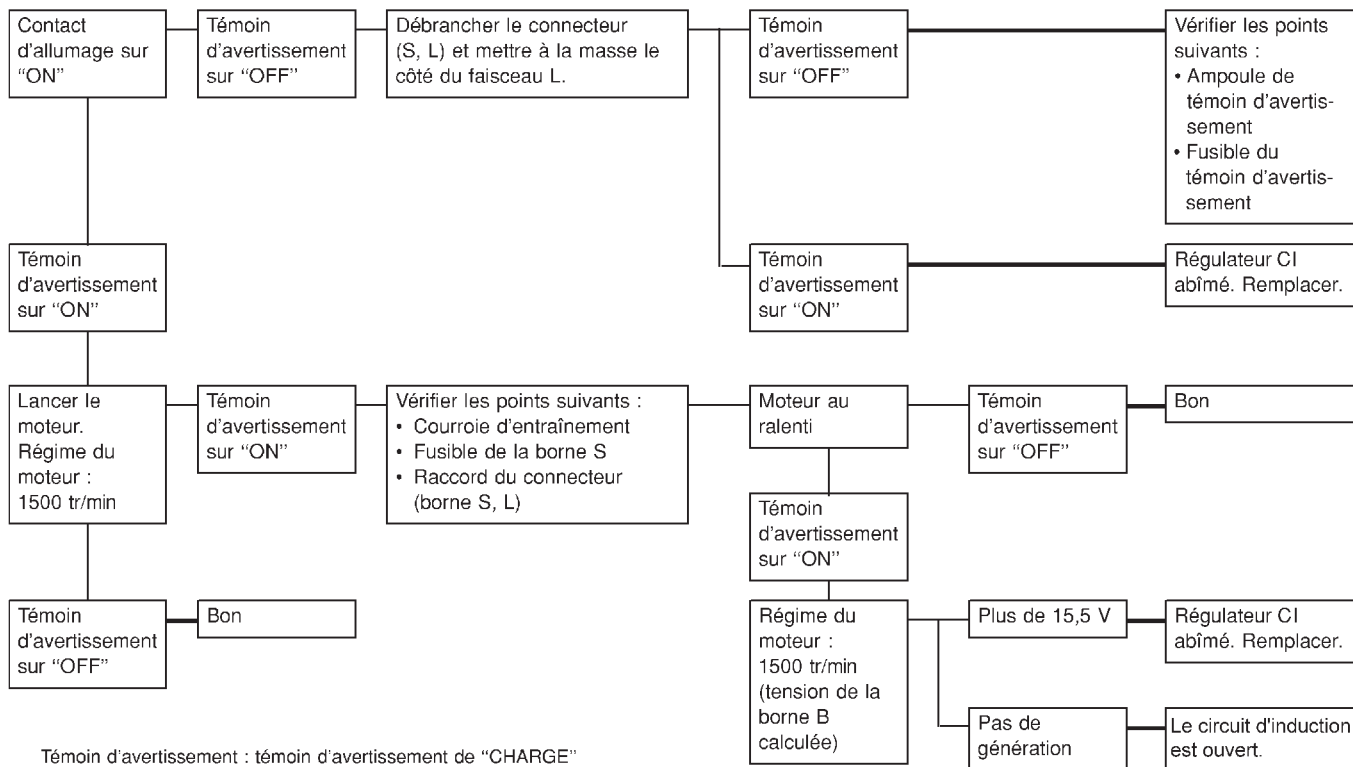 Contact
d'allumage sur
“ON”
Témoin
d'avertissement
sur “OFF”
Débrancher le connecteur
(S, L) et mettre à la masse le
côté du faisceau L.
Témoin
d'avertissement
sur “OFF”
Vérifier les points
suivants :
• Ampoule de
témoin d'avertis-
sement
• Fusible du
témoin d'avertis-
sement
Témoin
d'avertissement
sur “ON”
Témoin
d'avertissement
sur “ON”
Régulateur CI
abîmé. Remplacer.
Lancer le
moteur.
Régime du
moteur :
1500 tr/min
Témoin
d'avertissement
sur “ON”
Vérifier les points suivants :
• Courroie d'entraînement
• Fusible de la borne S
• Raccord du connecteur
(borne S, L)
Moteur au
ralenti
Témoin
d'avertissement
sur “OFF”
Bon
Témoin
d'avertissement
sur “ON”
Témoin
d'avertissement
sur “OFF”
Bon
Régime du
moteur :
1500 tr/min
(tension de la
borne B
calculée)
Plus de 15,5 V
Régulateur CI
abîmé. Remplacer.
Pas de
génération
Le circuit d'induction
est ouvert.
Témoin d'avertissement : témoin d'avertissement de “CHARGE”